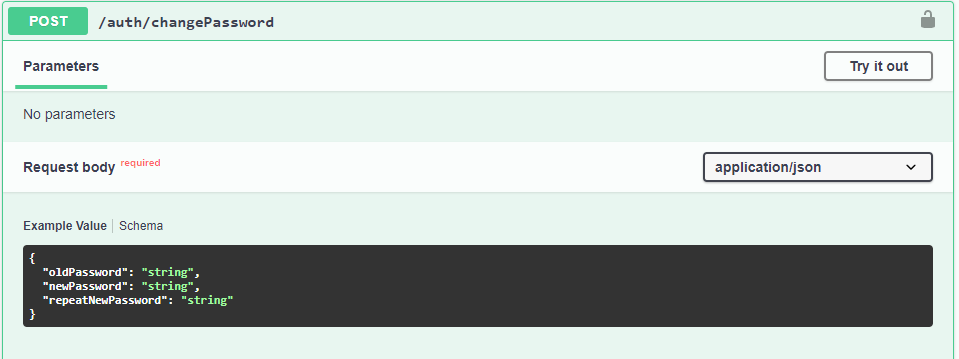 POST /auth/changePassword
Parameters
Try it out
No parameters
Request body required
application/json
Example Value | Schema
{
  "oldPassword": "string",
  "newPassword": "string",
  "repeatNewPassword": "string"
}